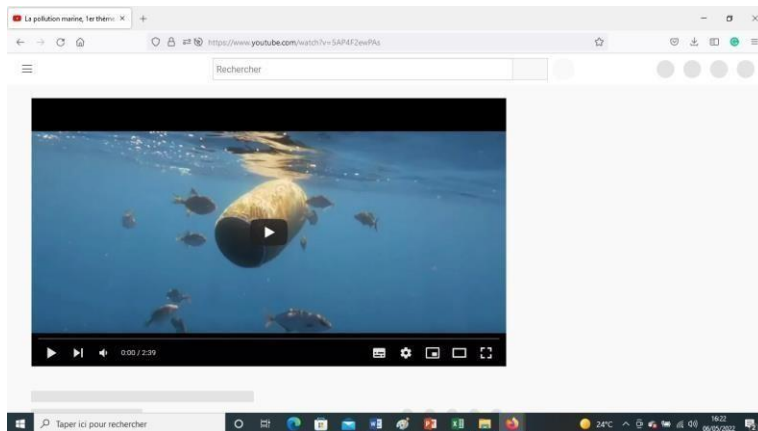 La pollution marine, 1er thème
https://www.youtube.com/watch?v=5AP4F2ewPAs
Rechercher
0:00 / 2:39
Taper ici pour rechercher
24°C
16:22
06/05/2022